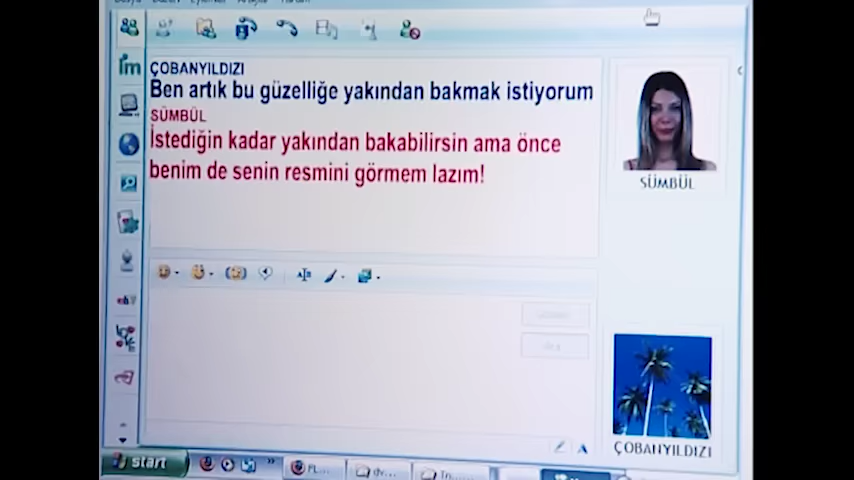 ÇOBANYILDIZI
Ben artık bu güzelliğe yakından bakmak istiyorum
SÜMBÜL
İstediğin kadar yakından bakabilirsin ama önce
benim de senin resmini görmem lazım!
SÜMBÜL
ÇOBANYILDIZI
start